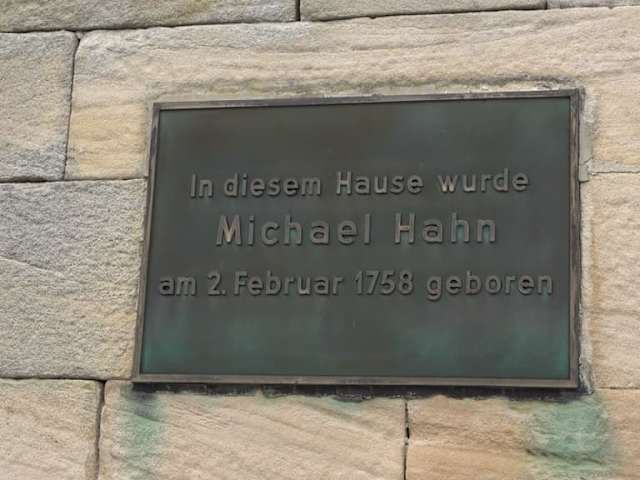 In diesem Hause wurde
Michael Hahn
am 2. Februar 1758 geboren